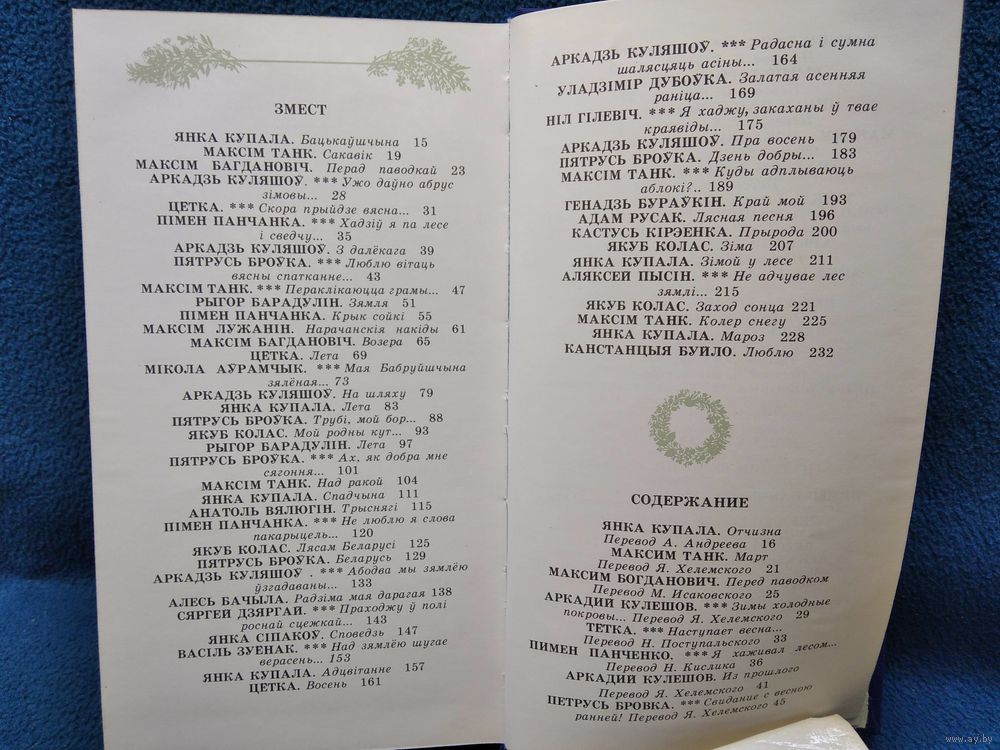 ЗМЕСТ
ЯНКА КУПАЛА. Бацькаўшчына 15
МАКСІМ ТАНК. Сакавік 19
МАКСІМ БАГДАНОВІЧ. Перад паводкай 23
АРКАДЗЬ КУЛЯШОЎ. *** Ужо даўно абрус
зімовы... 28
ЦЕТКА. *** Скора прыйдзе вясна... 31
ПІМЕН ПАНЧАНКА. *** Хадзіў я па лесе
і сведчу... 35
АРКАДЗЬ КУЛЯШОЎ. З далёкага 39
ПЯТРУСЬ БРОЎКА. *** Люблю вітаць
вясны спатканне... 43
МАКСІМ ТАНК. *** Пераклікаюцца грамы... 47
РЫГОР БАРАДУЛІН. Зямля 51
ПІМЕН ПАНЧАНКА. Крык сойкі 55
МАКСІМ ЛУЖАНІН. Нарачанскія накіды 61
МАКСІМ БАГДАНОВІЧ. Возера 65
ЦЕТКА. Лета 69
МІКОЛА АЎРАМЧЫК. *** Мая Бабруйшчына
зялёная... 73
АРКАДЗЬ КУЛЯШОЎ. На шляху 79
ЯНКА КУПАЛА. Лета 83
ПЯТРУСЬ БРОЎКА. Трубі, мой бор... 88
ЯКУБ КОЛАС. Мой родны кут... 93
РЫГОР БАРАДУЛІН. Лета 97
ПЯТРУСЬ БРОЎКА. *** Ах, як добра мне
сягоння... 101
МАКСІМ ТАНК. Над ракой 104
ЯНКА КУПАЛА. Спадчына 111
АНАТОЛЬ ВЯЛЮГІН. Трыснягі 115
ПІМЕН ПАНЧАНКА. *** Не люблю я слова
пакарыцель... 120
ЯКУБ КОЛАС. Лясам Беларусі 125
ПЯТРУСЬ БРОЎКА. Беларусь 129
АРКАДЗЬ КУЛЯШОЎ . *** Абодва мы зямлёю
ўзгадаваны... 133
АЛЕСЬ БАЧЫЛА. Радзіма мая дарагая 138
СЯРГЕЙ ДЗЯРГАЙ. *** Праходжу ў полі
роснай сцежкай... 143
ЯНКА СІПАКОЎ. Споведзь 147
ВАСІЛЬ ЗУЕНАК. *** Над зямлёю шугае
верасень... 153
ЯНКА КУПАЛА. Адцвітанне 157
ЦЕТКА. Восень 161
АРКАДЗЬ КУЛЯШОЎ. *** Радасна і сумна
шалясцяць асіны... 164
УЛАДЗІМІР ДУБОЎКА. Залатая асенняя
раніца... 169
НІЛ ГІЛЕВІЧ. *** Я хаджу, закаханы ў твае
краявіды... 175
АРКАДЗЬ КУЛЯШОЎ. Пра восень 179
ПЯТРУСЬ БРОЎКА. Дзень добры... 183
МАКСІМ ТАНК. *** Куды адплываюць
аблокі?.. 189
ГЕНАДЗЬ БУРАЎКІН. Край мой 193
АДАМ РУСАК. Лясная песня 196
КАСТУСЬ КІРЭЕНКА. Прырода 200
ЯКУБ КОЛАС. Зіма 207
ЯНКА КУПАЛА. Зімой у лесе 211
АЛЯКСЕЙ ПЫСІН. *** Не адчувае лес
зямлі... 215
ЯКУБ КОЛАС. Заход сонца 221
МАКСІМ ТАНК. Колер снегу 225
ЯНКА КУПАЛА. Мароз 228
КАНСТАНЦЫЯ БУЙЛО. Люблю 232
СОДЕРЖАНИЕ
ЯНКА КУПАЛА. Отчизна
Перевод А. Андреева 16
МАКСИМ ТАНК. Март
Перевод Я. Хелемского 21
МАКСИМ БОГДАНОВИЧ. Перед паводком
Перевод М. Исаковского 25
АРКАДИЙ КУЛЕШОВ. *** Зимы холодные
покровы... Перевод Я. Хелемского 29
ТЕТКА. *** Наступает весна...
Перевод Н. Поступальского 33
ПИМЕН ПАНЧЕНКО. *** Я хаживал лесом...
Перевод Н. Кислика 36
АРКАДИЙ КУЛЕШОВ. Из прошлого
Перевод Я. Хелемского 41
ПЕТРУСЬ БРОВКА. *** Свидание с весною
ранней! Перевод Я. Хелемского 45
www.ay.by